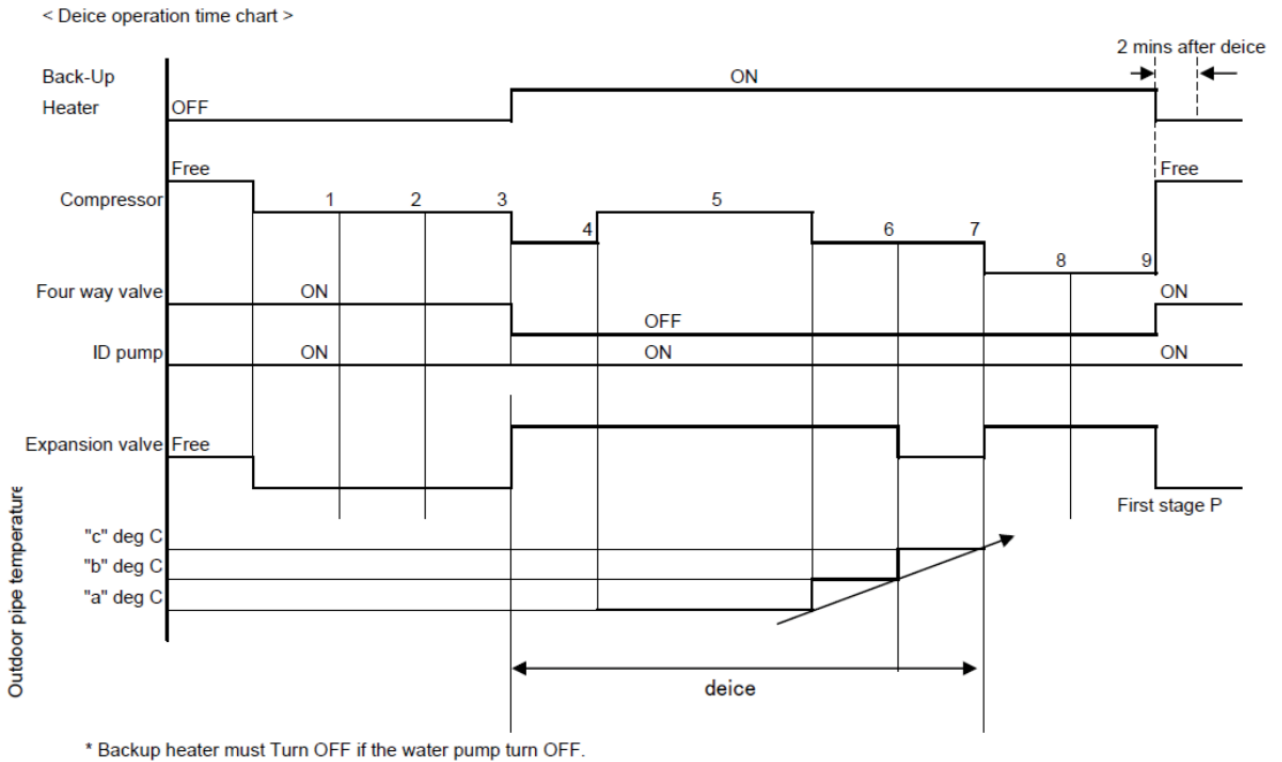 < Deice operation time chart >
2 mins after deice
Back-Up
Heater
ON
OFF
Free
Free
Compressor
1
2
3
4
5
6
7
8
9
Four way valve
ON
ON
OFF
ID pump
ON
ON
ON
Expansion valve
Free
First stage P
Outdoor pipe temperature
"c" deg C
"b" deg C
"a" deg C
deice
* Backup heater must Turn OFF if the water pump turn OFF.